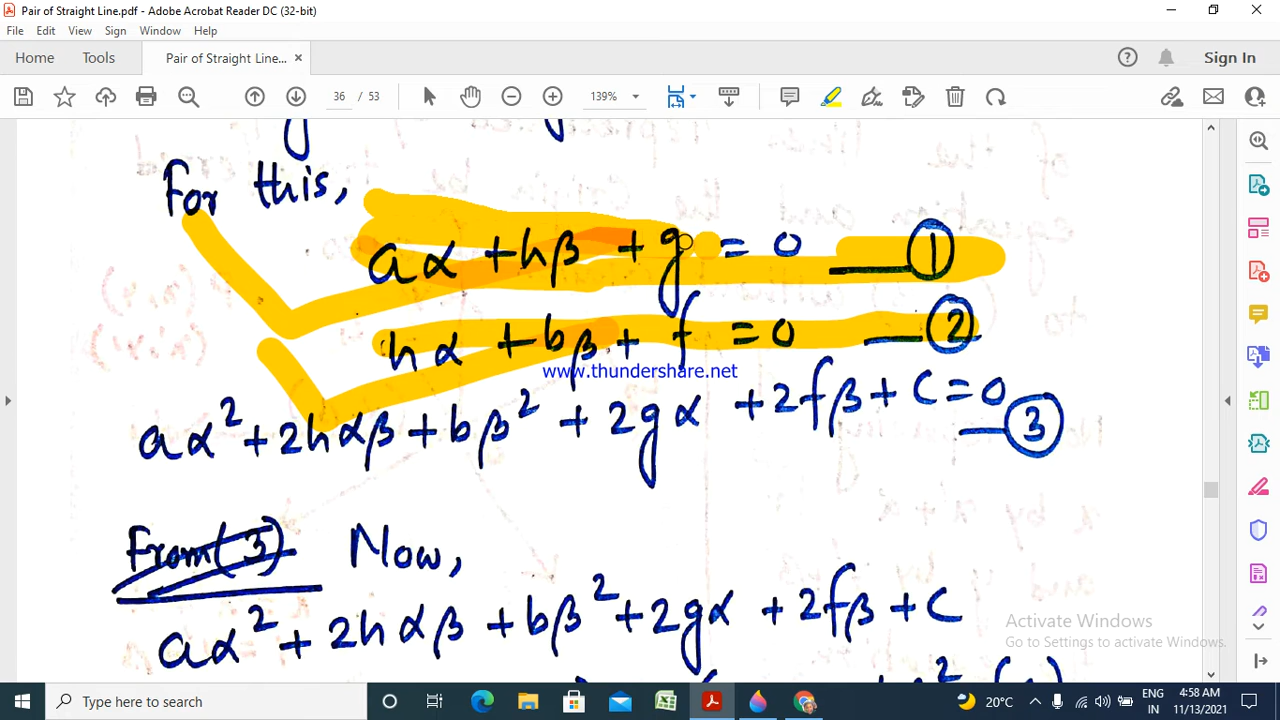 Pair of Straight Line.pdf - Adobe Acrobat Reader DC (32-bit)
File Edit View Sign Window Help
Home Tools Pair of Straight Line... × Sign In
36 / 53 139%
For this,
aα + hβ + g = 0 — ①
hα + bβ + f = 0 — ②
www.thundershare.net
aα² + 2hαβ + bβ² + 2gα + 2fβ + c = 0 — ③
From (3) Now,
aα² + 2hαβ + bβ² + 2gα + 2fβ + c
Activate Windows
Go to Settings to activate Windows.
Type here to search
20°C
ENG
IN
4:58 AM
11/13/2021